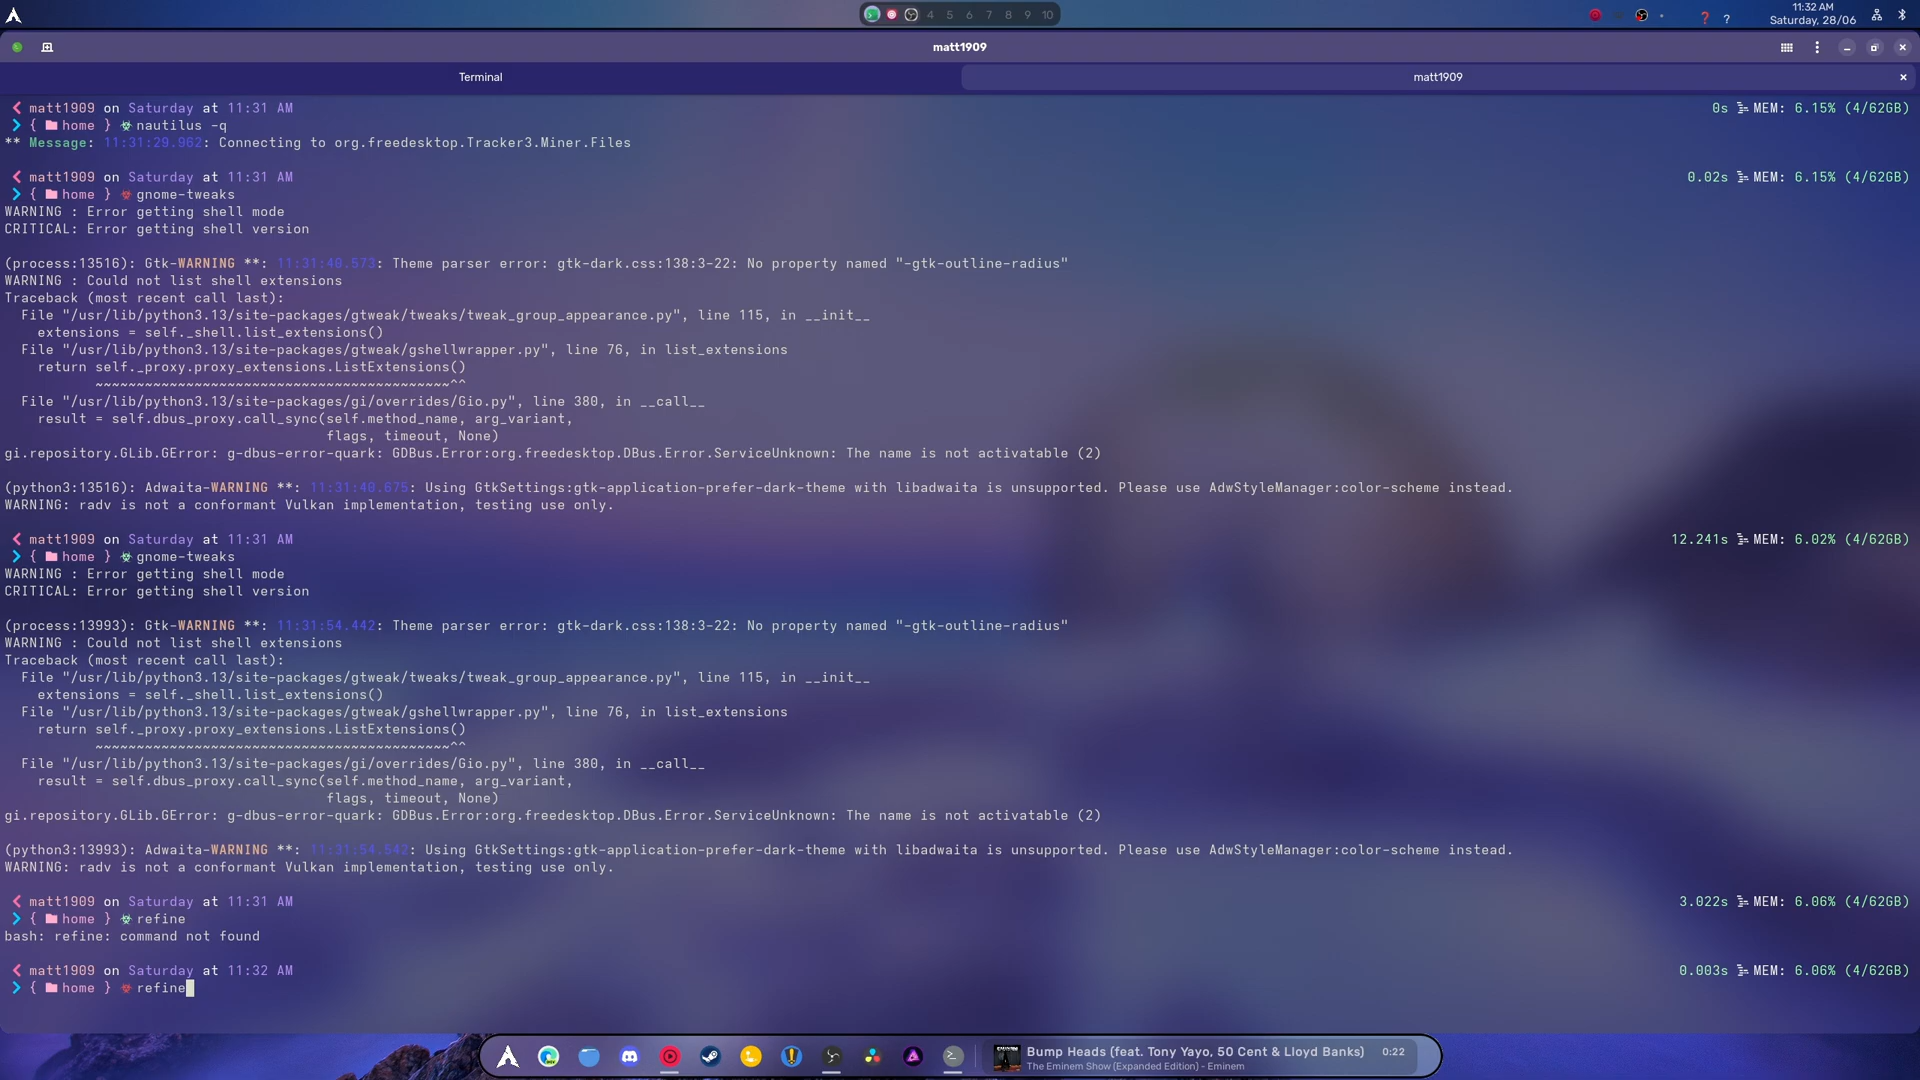 4 5 6 7 8 9 10
11:32 AM
Saturday, 28/06
matt1909
Terminal
matt1909
matt1909 on Saturday at 11:31 AM 0s MEM: 6.15% (4/62GB)
{ home } nautilus -q
** Message: 11:31:29.962: Connecting to org.freedesktop.Tracker3.Miner.Files
matt1909 on Saturday at 11:31 AM 0.02s MEM: 6.15% (4/62GB)
{ home } gnome-tweaks
WARNING : Error getting shell mode
CRITICAL: Error getting shell version
(process:13516): Gtk-WARNING **: 11:31:40.573: Theme parser error: gtk-dark.css:138:3-22: No property named "-gtk-outline-radius"
WARNING : Could not list shell extensions
Traceback (most recent call last):
File "/usr/lib/python3.13/site-packages/gtweak/tweaks/tweak_group_appearance.py", line 115, in __init__
extensions = self._shell.list_extensions()
File "/usr/lib/python3.13/site-packages/gtweak/gshellwrapper.py", line 76, in list_extensions
return self._proxy.proxy_extensions.ListExtensions()
~~~~~~~~~~~~~~~~~~~~~~~~~~~~~~~~~~~~~~~~~~~^^
File "/usr/lib/python3.13/site-packages/gi/overrides/Gio.py", line 380, in __call__
result = self.dbus_proxy.call_sync(self.method_name, arg_variant,
flags, timeout, None)
gi.repository.GLib.GError: g-dbus-error-quark: GDBus.Error:org.freedesktop.DBus.Error.ServiceUnknown: The name is not activatable (2)
(python3:13516): Adwaita-WARNING **: 11:31:40.675: Using GtkSettings:gtk-application-prefer-dark-theme with libadwaita is unsupported. Please use AdwStyleManager:color-scheme instead.
WARNING: radv is not a conformant Vulkan implementation, testing use only.
matt1909 on Saturday at 11:31 AM 12.241s MEM: 6.02% (4/62GB)
{ home } gnome-tweaks
WARNING : Error getting shell mode
CRITICAL: Error getting shell version
(process:13993): Gtk-WARNING **: 11:31:54.442: Theme parser error: gtk-dark.css:138:3-22: No property named "-gtk-outline-radius"
WARNING : Could not list shell extensions
Traceback (most recent call last):
File "/usr/lib/python3.13/site-packages/gtweak/tweaks/tweak_group_appearance.py", line 115, in __init__
extensions = self._shell.list_extensions()
File "/usr/lib/python3.13/site-packages/gtweak/gshellwrapper.py", line 76, in list_extensions
return self._proxy.proxy_extensions.ListExtensions()
~~~~~~~~~~~~~~~~~~~~~~~~~~~~~~~~~~~~~~~~~~~^^
File "/usr/lib/python3.13/site-packages/gi/overrides/Gio.py", line 380, in __call__
result = self.dbus_proxy.call_sync(self.method_name, arg_variant,
flags, timeout, None)
gi.repository.GLib.GError: g-dbus-error-quark: GDBus.Error:org.freedesktop.DBus.Error.ServiceUnknown: The name is not activatable (2)
(python3:13993): Adwaita-WARNING **: 11:31:54.542: Using GtkSettings:gtk-application-prefer-dark-theme with libadwaita is unsupported. Please use AdwStyleManager:color-scheme instead.
WARNING: radv is not a conformant Vulkan implementation, testing use only.
matt1909 on Saturday at 11:31 AM 3.022s MEM: 6.06% (4/62GB)
{ home } refine
bash: refine: command not found
matt1909 on Saturday at 11:32 AM 0.003s MEM: 6.06% (4/62GB)
{ home } refine
Bump Heads (feat. Tony Yayo, 50 Cent & Lloyd Banks) 0:22
The Eminem Show (Expanded Edition) - Eminem